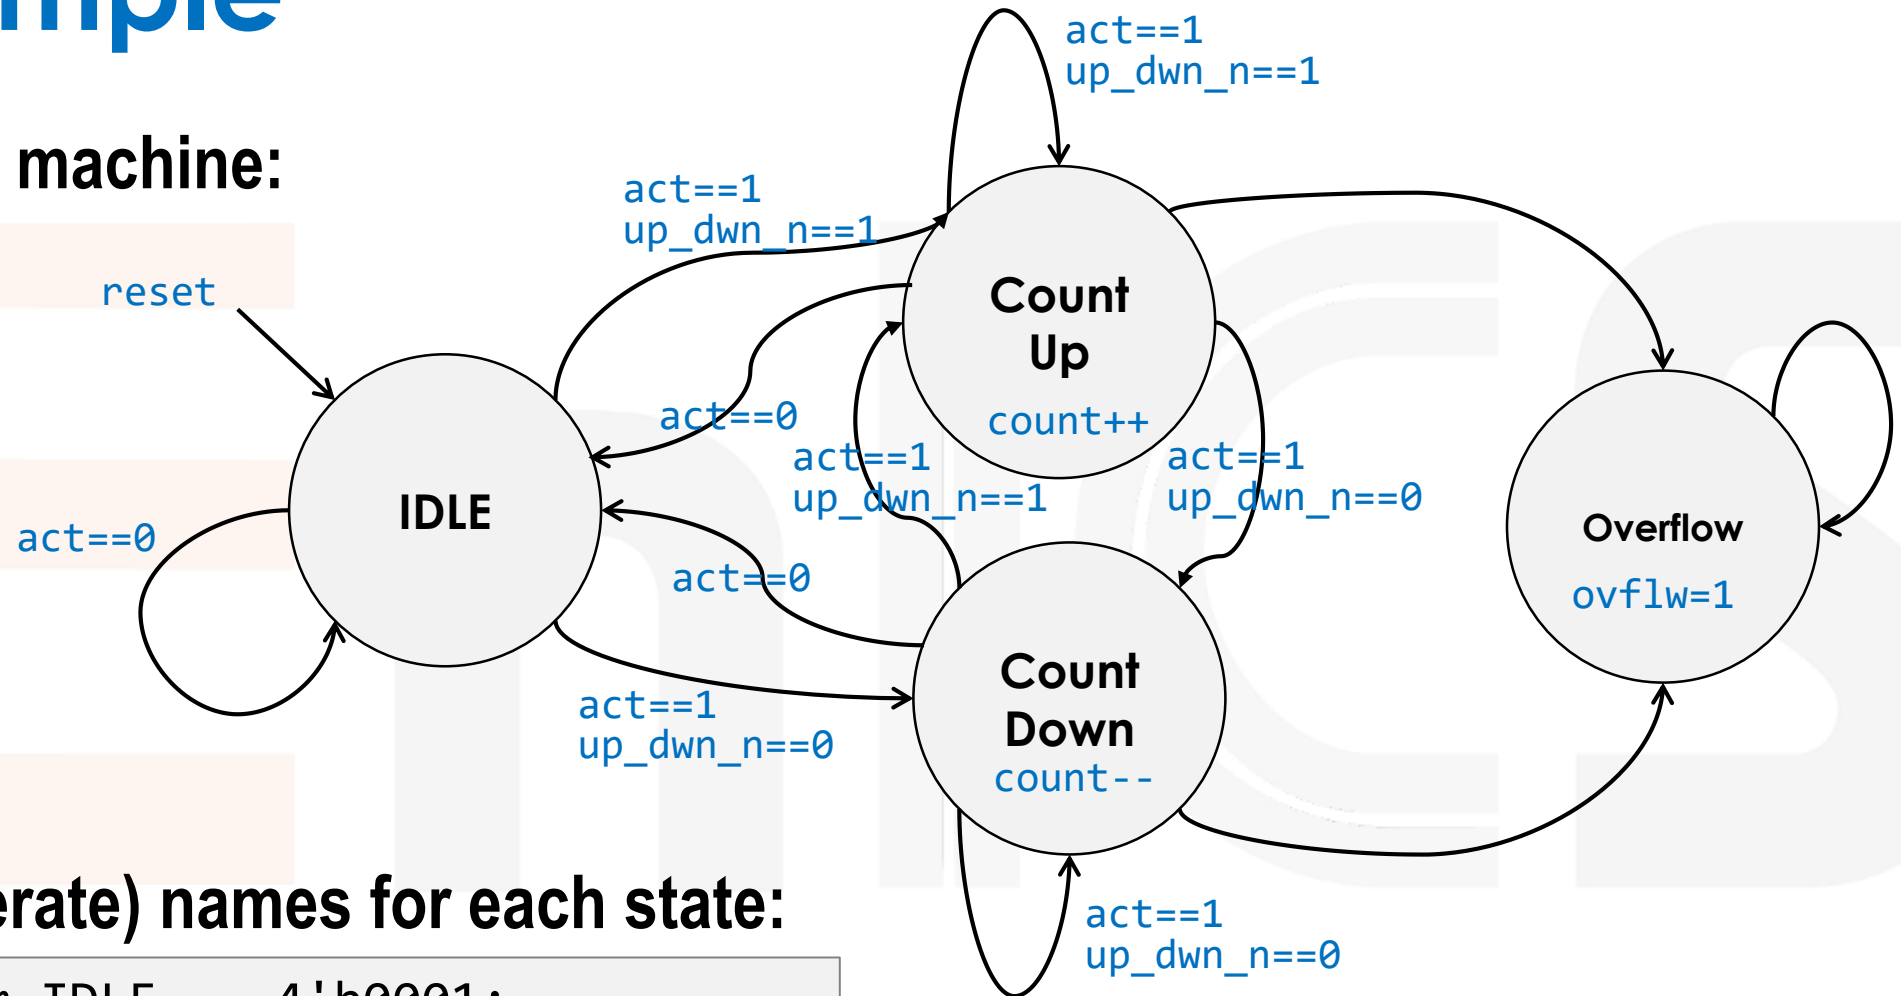 machine:
reset
act==1
up_dwn_n==1
act==1
up_dwn_n==1
Count
Up
count++
act==0
act==1
up_dwn_n==1
act==1
up_dwn_n==0
IDLE
act==0
act==0
Overflow
ovflw=1
act==1
up_dwn_n==0
Count
Down
count--
act==1
up_dwn_n==0
names for each state:
IDLE